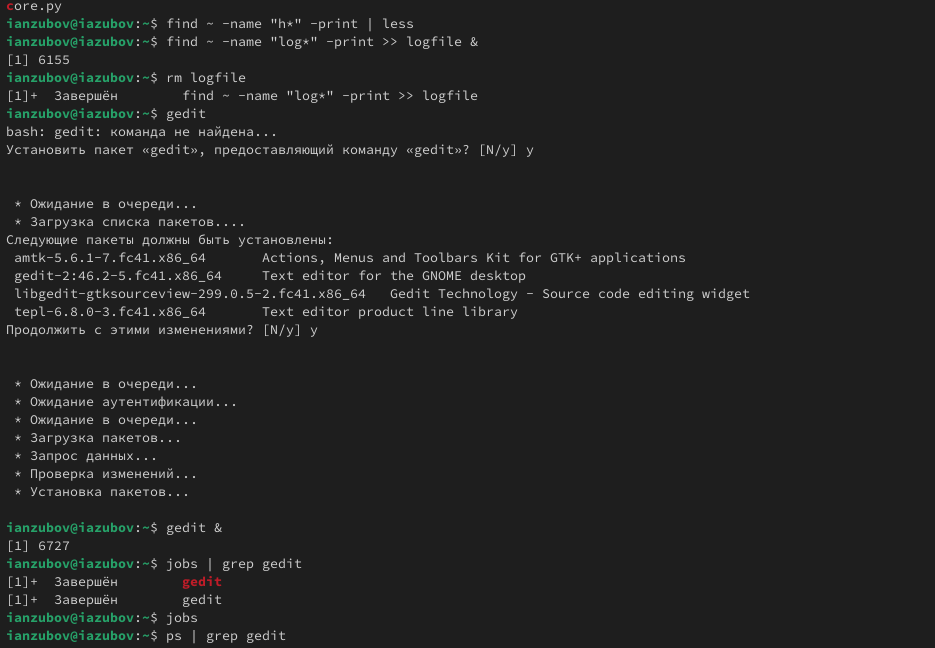 core.py
ianzubov@iazubov:~$ find ~ -name "h*" -print | less
ianzubov@iazubov:~$ find ~ -name "log*" -print >> logfile &
[1] 6155
ianzubov@iazubov:~$ rm logfile
[1]+  Завершён        find ~ -name "log*" -print >> logfile
ianzubov@iazubov:~$ gedit
bash: gedit: команда не найдена...
Установить пакет «gedit», предоставляющий команду «gedit»? [N/y] y
 * Ожидание в очереди...
 * Загрузка списка пакетов....
Следующие пакеты должны быть установлены:
 amtk-5.6.1-7.fc41.x86_64       Actions, Menus and Toolbars Kit for GTK+ applications
 gedit-2:46.2-5.fc41.x86_64     Text editor for the GNOME desktop
 libgedit-gtksourceview-299.0.5-2.fc41.x86_64   Gedit Technology - Source code editing widget
 tepl-6.8.0-3.fc41.x86_64       Text editor product line library
Продолжить с этими изменениями? [N/y] y
 * Ожидание в очереди...
 * Ожидание аутентификации...
 * Ожидание в очереди...
 * Загрузка пакетов...
 * Запрос данных...
 * Проверка изменений...
 * Установка пакетов...
ianzubov@iazubov:~$ gedit &
[1] 6727
ianzubov@iazubov:~$ jobs | grep gedit
[1]+  Завершён        gedit
[1]+  Завершён        gedit
ianzubov@iazubov:~$ jobs
ianzubov@iazubov:~$ ps | grep gedit